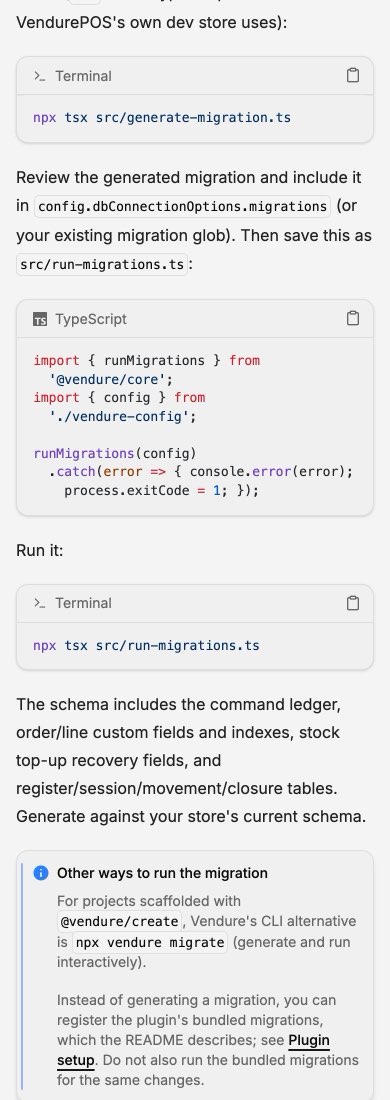 VendurePOS's own dev store uses):
Terminal
npx tsx src/generate-migration.ts
Review the generated migration and include it
in config.dbConnectionOptions.migrations (or
your existing migration glob). Then save this as
src/run-migrations.ts:
TS TypeScript
import { runMigrations } from
'@vendure/core';
import { config } from
'./vendure-config';
runMigrations(config)
.catch(error => { console.error(error);
process.exitCode = 1; });
Run it:
Terminal
npx tsx src/run-migrations.ts
The schema includes the command ledger,
order/line custom fields and indexes, stock
top-up recovery fields, and
register/session/movement/closure tables.
Generate against your store's current schema.
Other ways to run the migration
For projects scaffolded with
@vendure/create, Vendure's CLI alternative
is npx vendure migrate (generate and run
interactively).
Instead of generating a migration, you can
register the plugin's bundled migrations,
which the README describes; see Plugin
setup. Do not also run the bundled migrations
for the same changes.